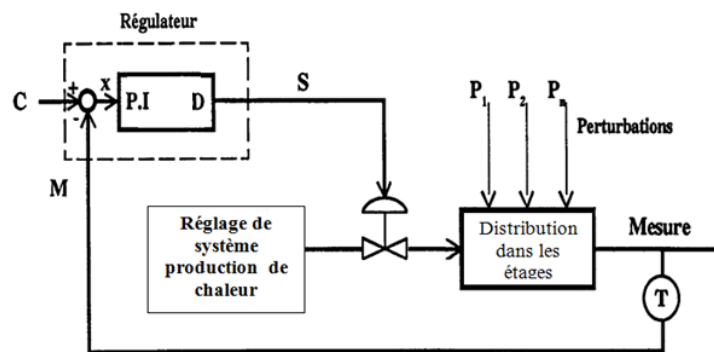 Régulateur
C
+
-
x
P.I D
S
M
P1 P2 Pn
Perturbations
Réglage de
système
production de
chaleur
Distribution
dans les
étages
Mesure
T